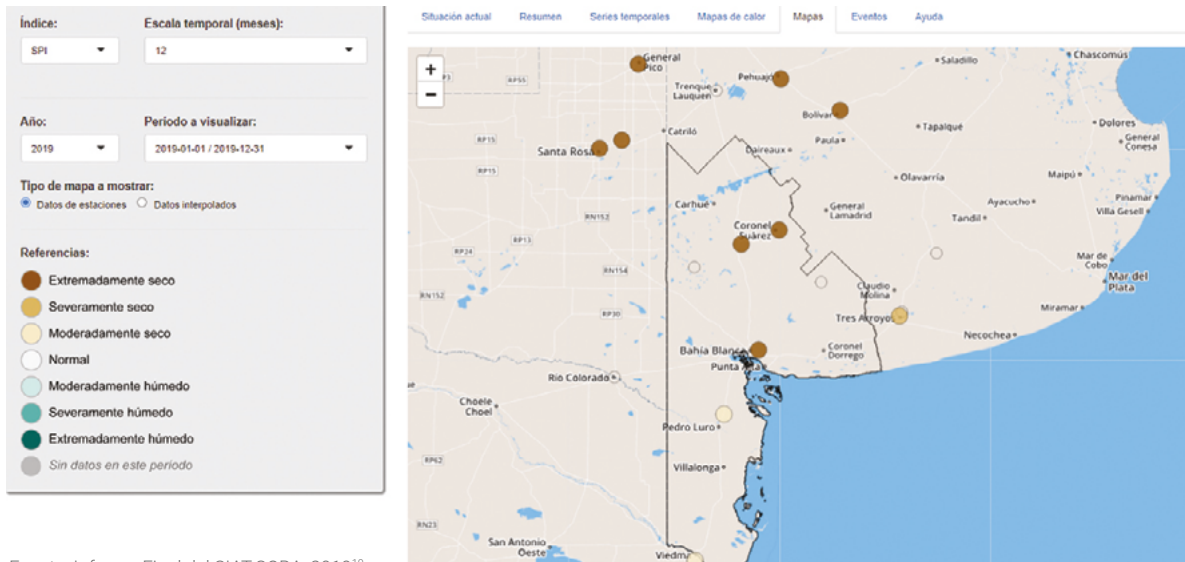 Índice:
Escala temporal (meses):
SPI
12
Año:
Período a visualizar:
2019
2019-01-01 / 2019-12-31
Tipo de mapa a mostrar:
Datos de estaciones
Datos interpolados
Referencias:
Extremadamente seco
Severamente seco
Moderadamente seco
Normal
Moderadamente húmedo
Severamente húmedo
Extremadamente húmedo
Sin datos en este periodo
Situación actual
Resumen
Series temporales
Mapas de calor
Mapas
Eventos
Ayuda
+
−
General
Pico
RP55
Trenque
Lauquen
Pehuajó
Saladillo
Chascomús
Bolívar
Tapalqué
Dolores
General
Conesa
RP15
Catriló
Paula
Santa Rosa
Daireaux
RP15
Olavarría
Maipú
Carhué
General
Lamadrid
Ayacucho
Pinamar
Villa Gesell
Tandil
RN152
Coronel
Suárez
RP13
RP24
RN154
Mar de
Cobo
Mar del
Plata
Claudio
Molina
RN152
RP30
Tres Arroyos
Miramar
Necochea
Bahía Blanca
Coronel
Dorrego
Punta
Río Colorado
Choele
Choel
Pedro Luro
RP62
Villalonga
RN23
San Antonio
Oeste
Viedma